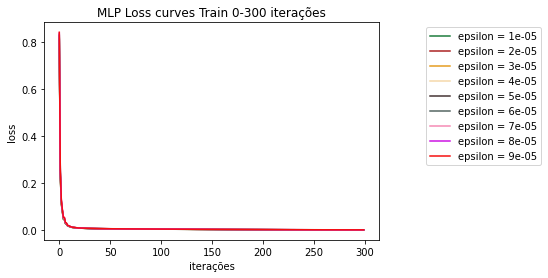 MLP Loss curves Train 0-300 iterações
epsilon = 1e-05
epsilon = 2e-05
epsilon = 3e-05
epsilon = 4e-05
epsilon = 5e-05
epsilon = 6e-05
epsilon = 7e-05
epsilon = 8e-05
epsilon = 9e-05
loss
0.8
0.6
0.4
0.2
0.0
0 50 100 150 200 250 300
iterações